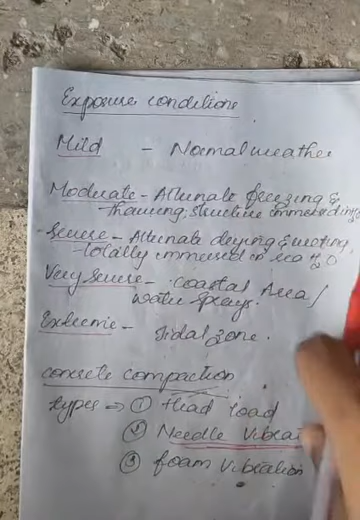 Exposure conditions
Mild - Normal weather
Moderate - Alternate freezing &
thawing, structure immersed in
Severe - Alternate drying & wetting,
totally immersed in sea H2O
Very Severe - coastal Area/
water sprays.
Extreme - Tidal zone.
concrete compaction
types → ① Head load
② Needle Vibrat
③ foam Vibration